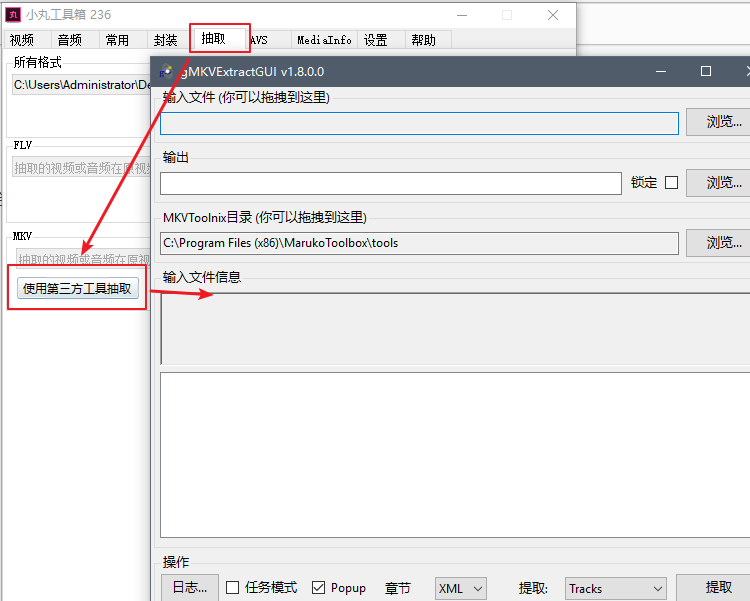 小丸工具箱 236
视频 音频 常用 封装 抽取 AVS MediaInfo 设置 帮助
所有格式
C:\Users\Administrator\De
FLV
抽取的视频或音频在原视频
MKV
抽取的视频或音频在原视
使用第三方工具抽取
gMKVExtractGUI v1.8.0.0
输入文件 (你可以拖拽到这里)
浏览...
输出
锁定 浏览...
MKVToolnix目录 (你可以拖拽到这里)
C:\Program Files (x86)\MarukoToolbox\tools 浏览...
输入文件信息
操作
日志... 任务模式 Popup 章节 XML 提取: Tracks 提取